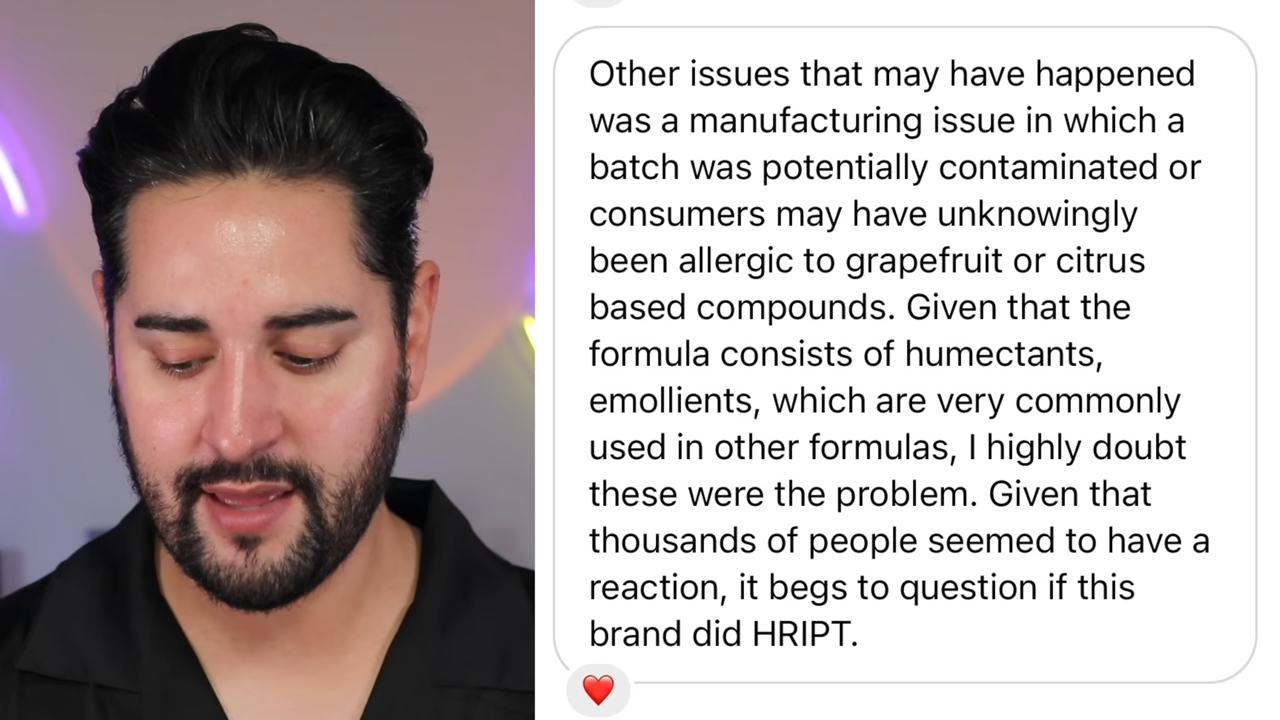 Other issues that may have happened
was a manufacturing issue in which a
batch was potentially contaminated or
consumers may have unknowingly
been allergic to grapefruit or citrus
based compounds. Given that the
formula consists of humectants,
emollients, which are very commonly
used in other formulas, I highly doubt
these were the problem. Given that
thousands of people seemed to have a
reaction, it begs to question if this
brand did HRIPT.